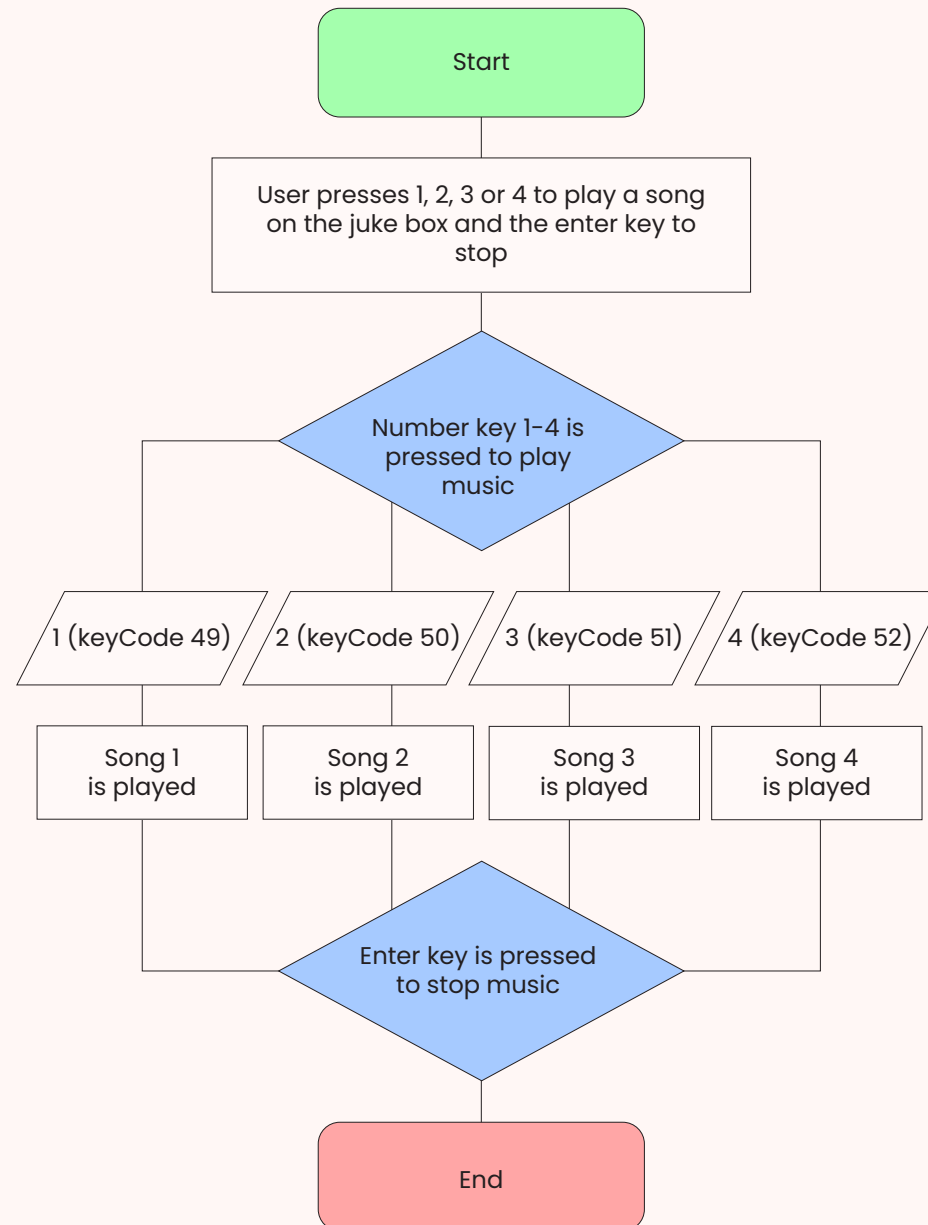 Start
User presses 1, 2, 3 or 4 to play a song
on the juke box and the enter key to
stop
Number key 1-4 is
pressed to play
music
1 (keyCode 49)
2 (keyCode 50)
3 (keyCode 51)
4 (keyCode 52)
Song 1
is played
Song 2
is played
Song 3
is played
Song 4
is played
Enter key is pressed
to stop music
End